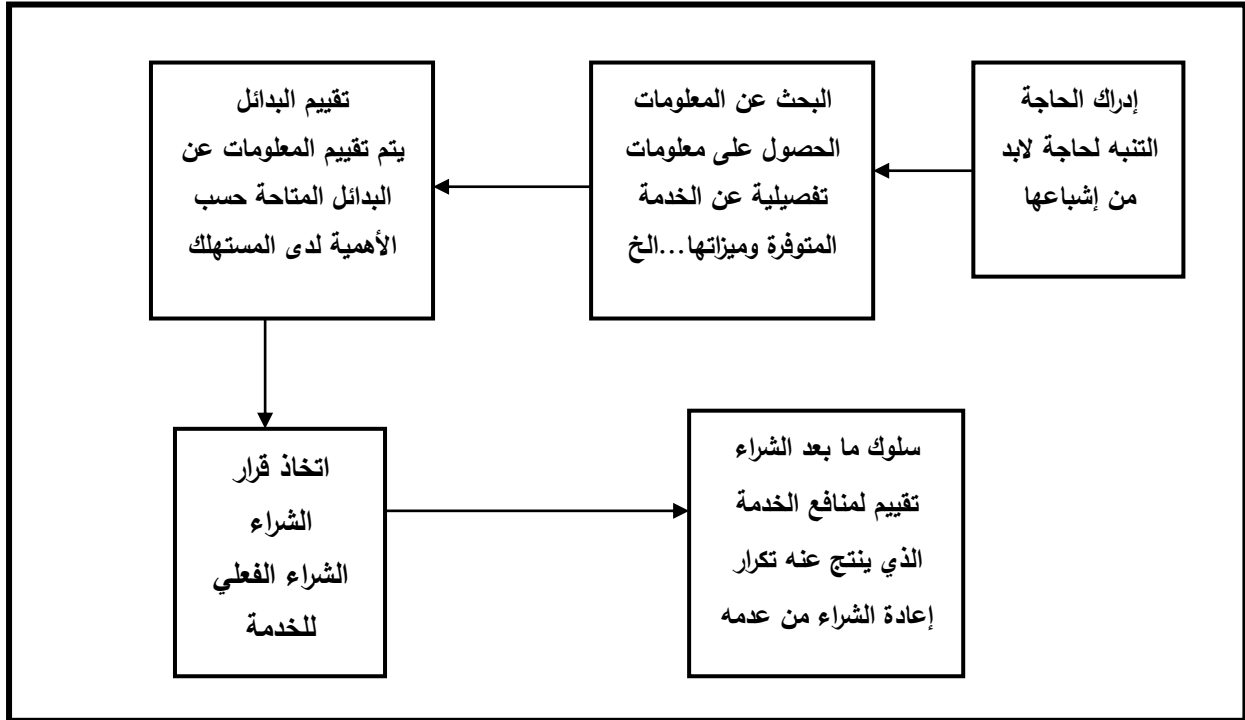 إدراك الحاجة
التنبه لحاجة لابد
من إشباعها
البحث عن المعلومات
الحصول على معلومات
تفصيلية عن الخدمة
المتوفرة وميزاتها...الخ
تقييم البدائل
يتم تقييم المعلومات عن
البدائل المتاحة حسب
الأهمية لدى المستهلك
اتخاذ قرار
الشراء
الشراء الفعلي
للخدمة
سلوك ما بعد الشراء
تقييم لمنافع الخدمة
الذي ينتج عنه تكرار
إعادة الشراء من عدمه